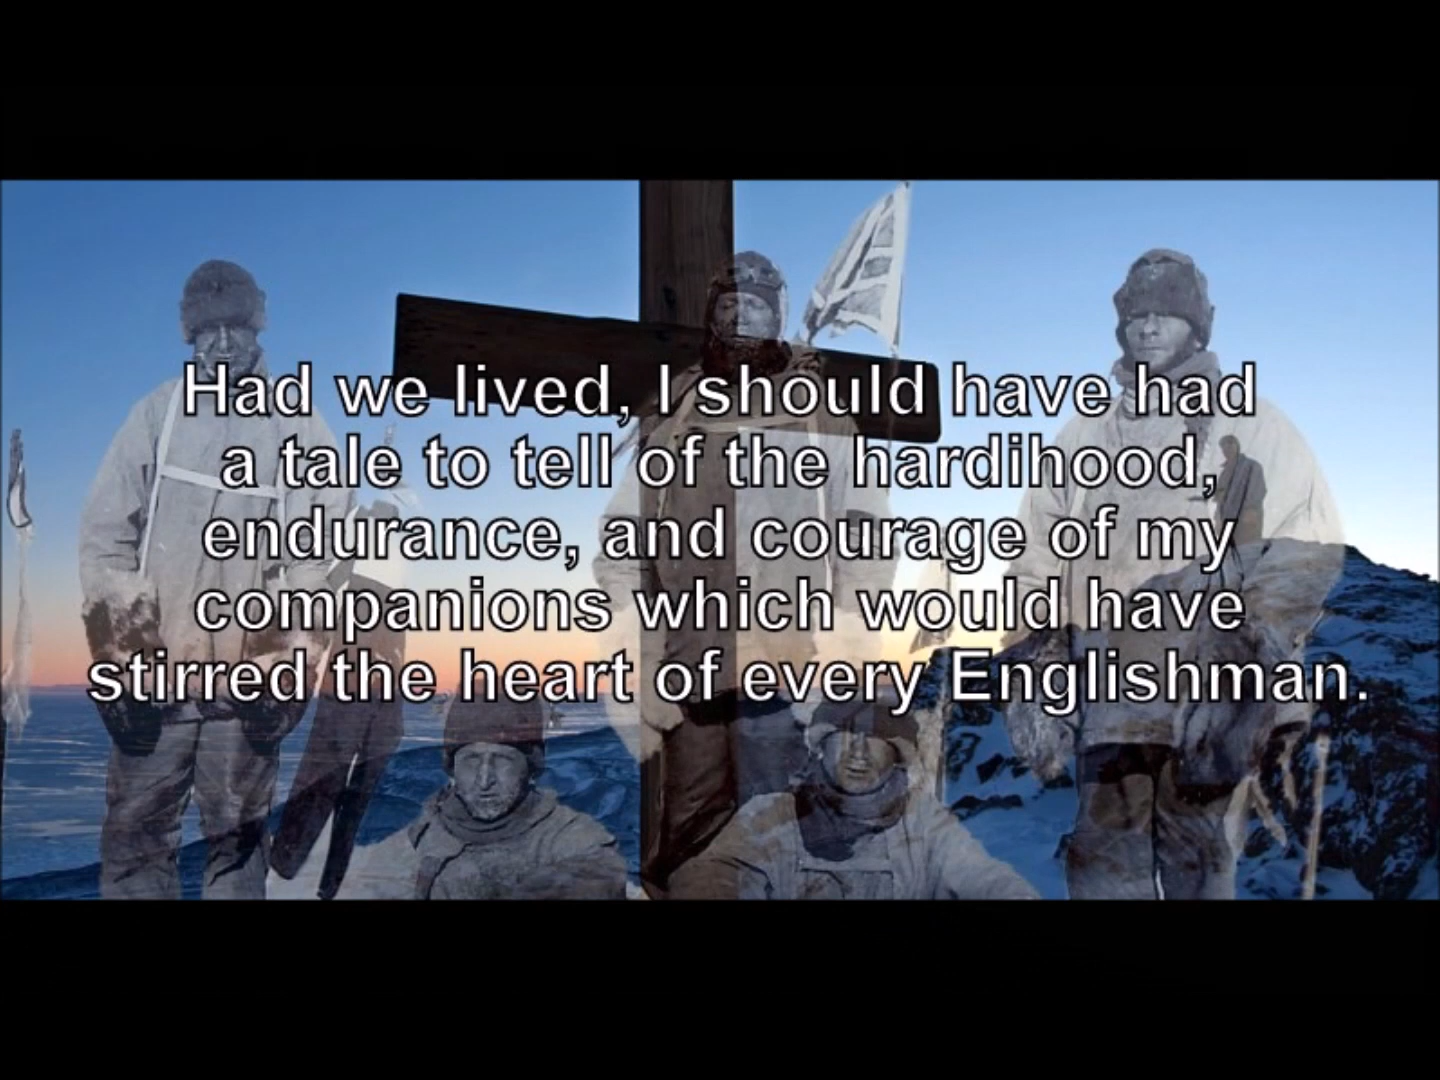 Had we lived, I should have had
a tale to tell of the hardihood,
endurance, and courage of my
companions which would have
stirred the heart of every Englishman.